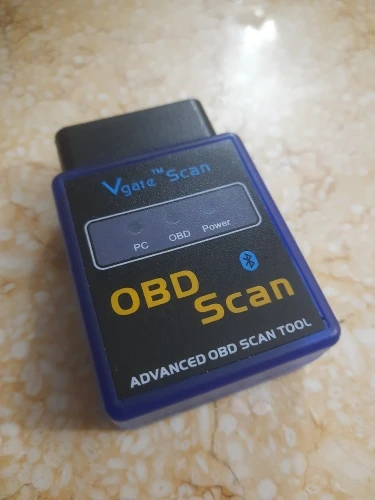 Vgate™ Scan
PC OBD Power
OBD
Scan
ADVANCED OBD SCAN TOOL